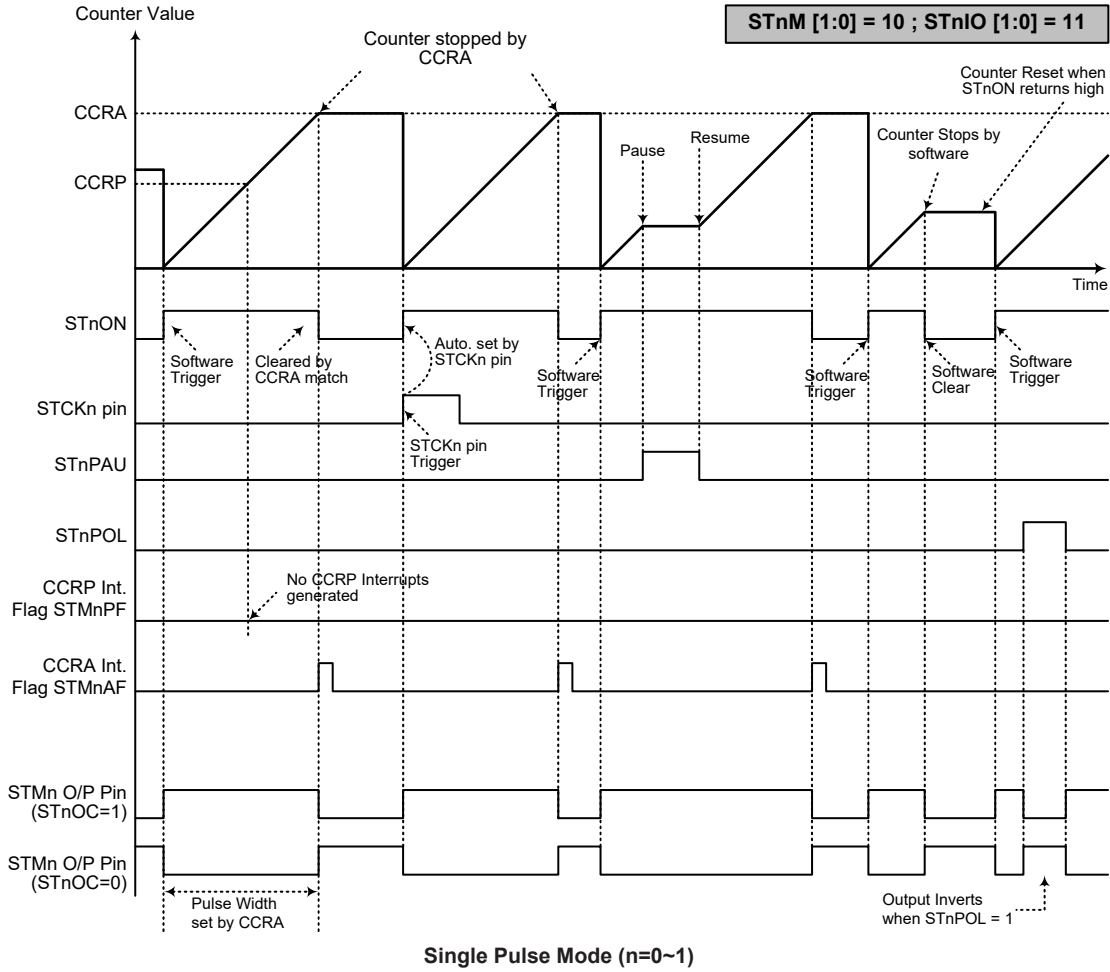 Counter Value
STnM [1:0] = 10 ; STnIO [1:0] = 11
Counter stopped by
CCRA
Counter Reset when
STnON returns high
CCRA
Pause
Resume
Counter Stops by
software
CCRP
Time
STnON
Software
Trigger
Cleared by
CCRA match
Auto. set by
STCKn pin
Software
Trigger
Software
Trigger
Software
Clear
Software
Trigger
STCKn pin
STCKn pin
Trigger
STnPAU
STnPOL
CCRP Int.
Flag STMnPF
No CCRP Interrupts
generated
CCRA Int.
Flag STMnAF
STMn O/P Pin
(STnOC=1)
STMn O/P Pin
(STnOC=0)
Pulse Width
set by CCRA
Output Inverts
when STnPOL = 1
Single Pulse Mode (n=0~1)